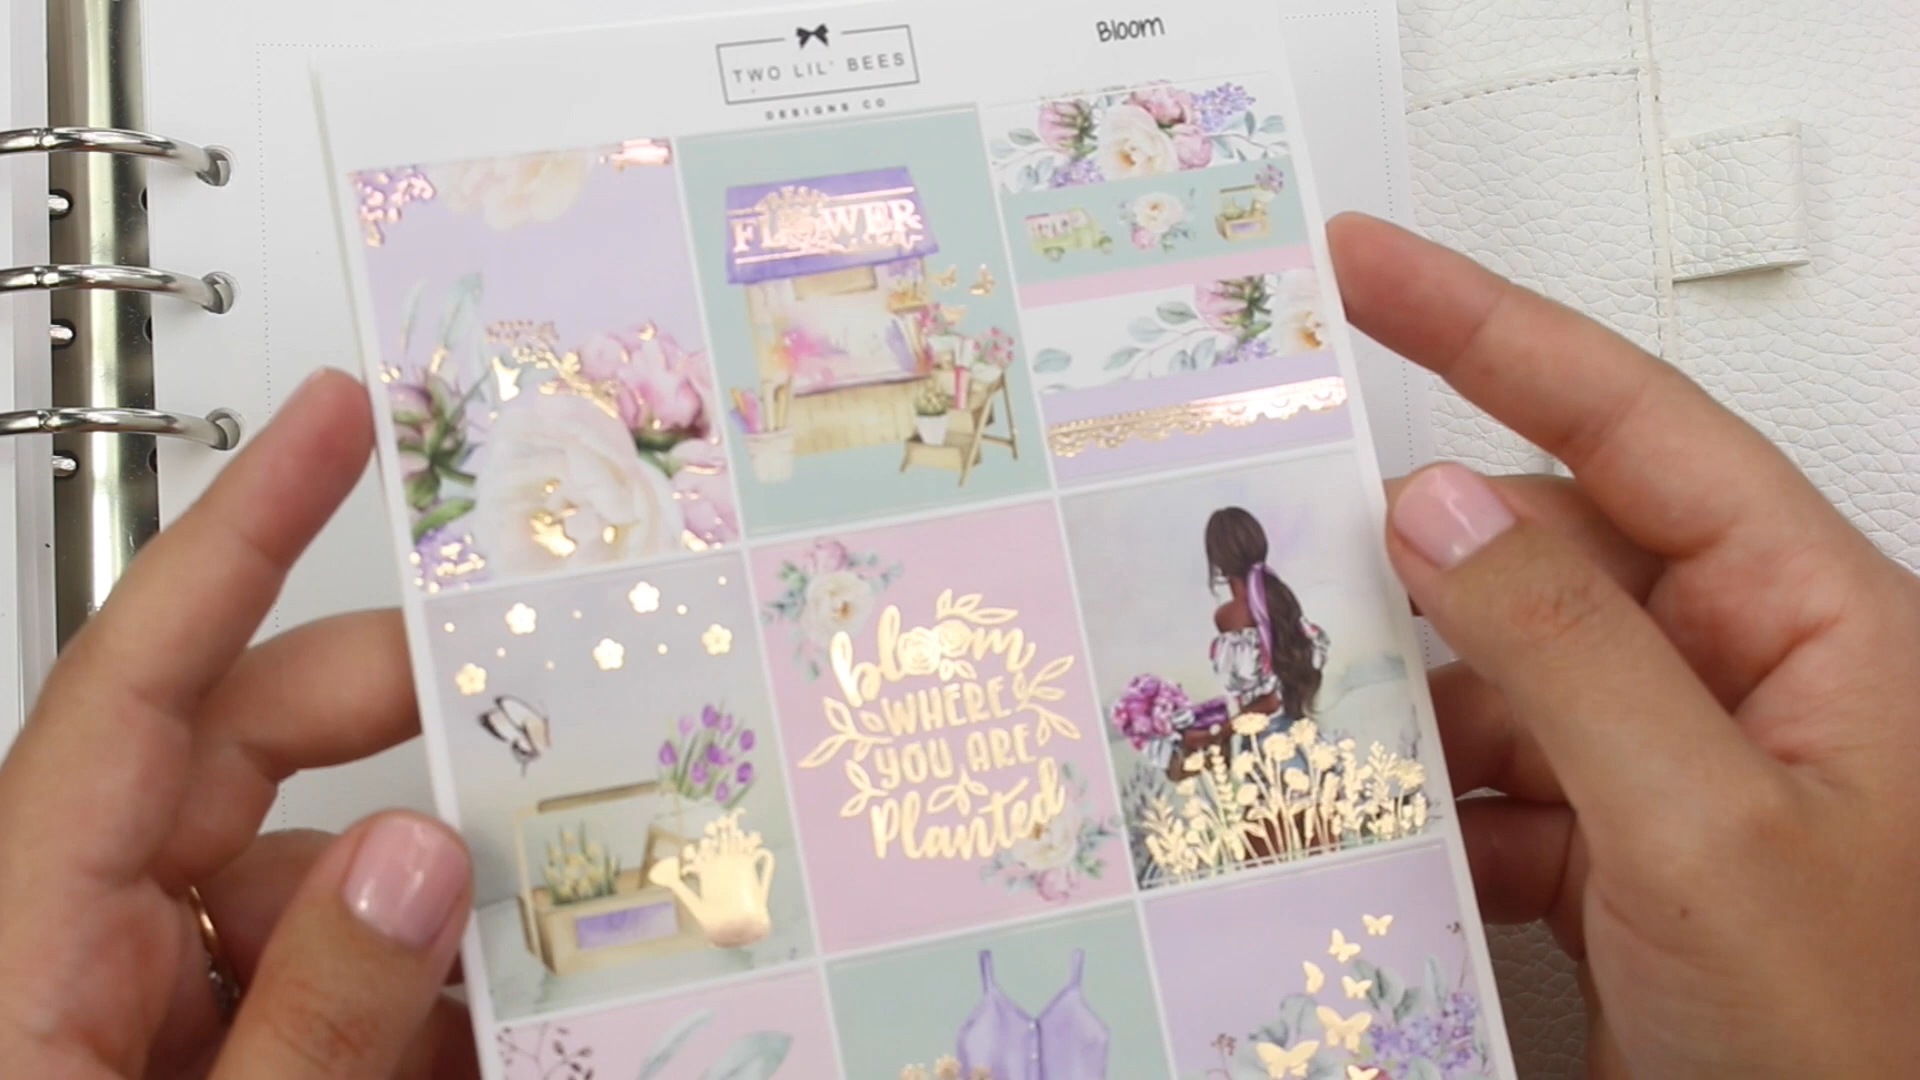 TWO LIL' BEES
DESIGNS CO
Bloom
FLOWER
bloom
WHERE
YOU ARE
Planted